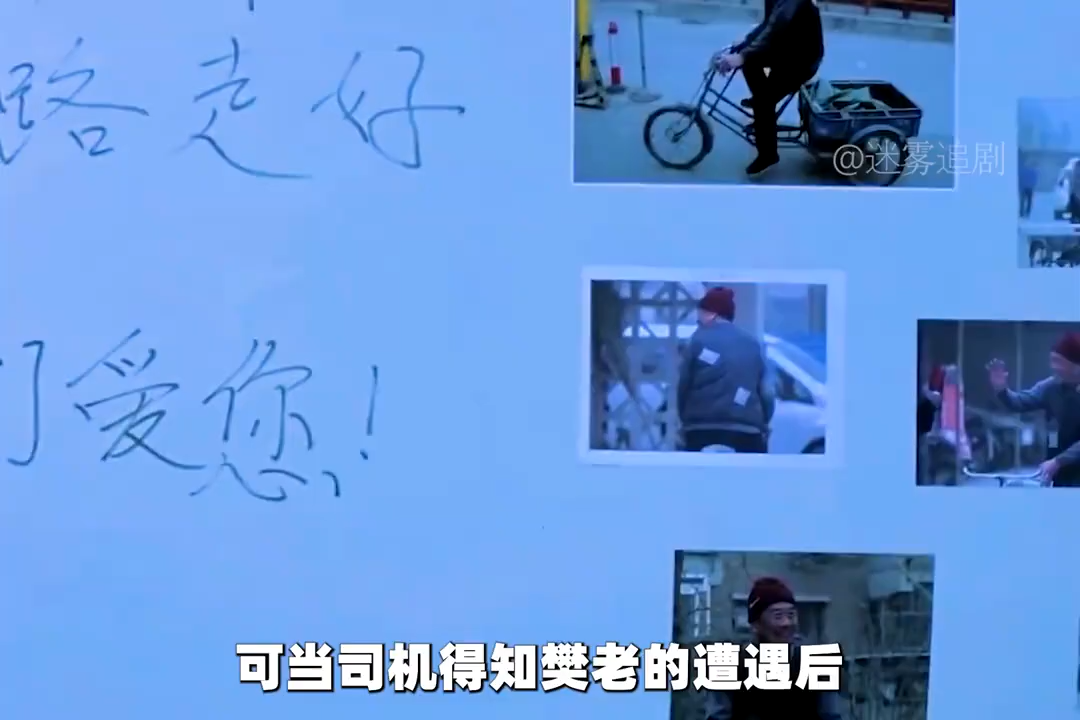 路走好
@迷雾追剧
们爱您！
可当司机得知樊老的遭遇后